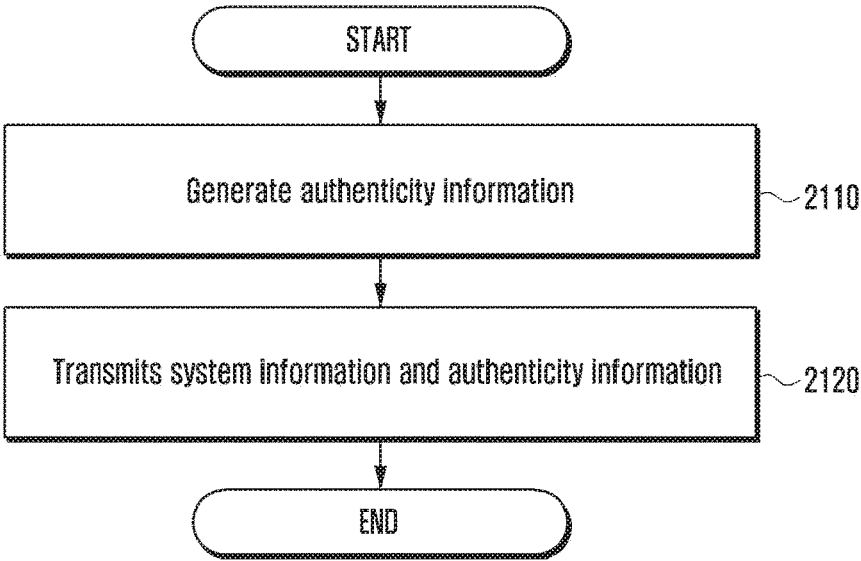 START
Generate authenticity information
2110
Transmits system information and authenticity information
2120
END